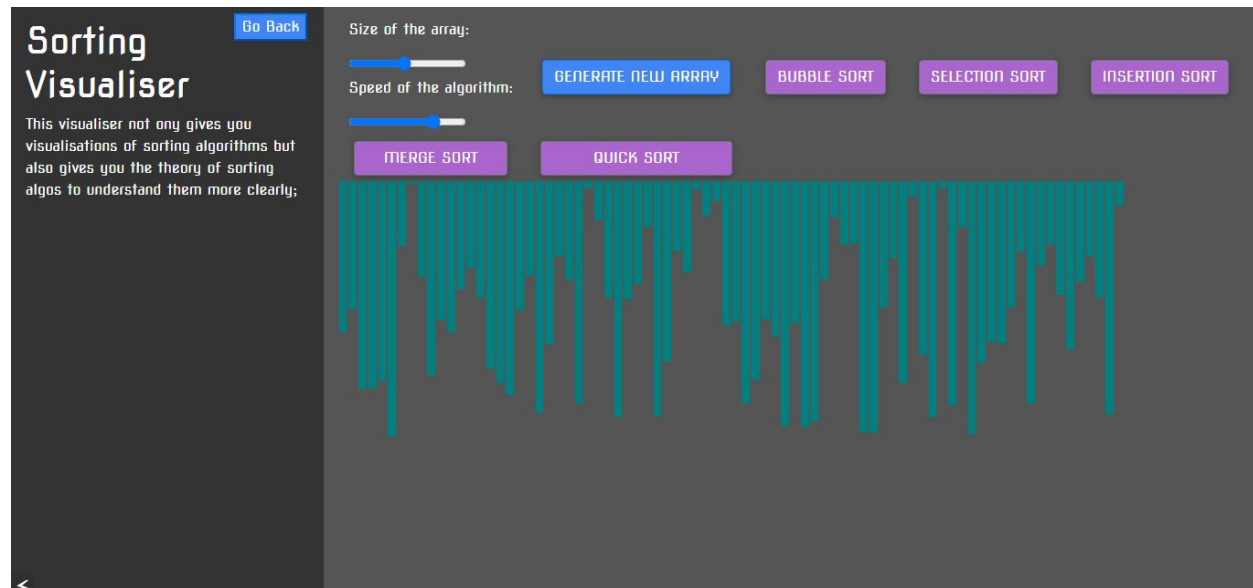 Sorting
Visualiser
Go Back
This visualiser not ony gives you
visualisations of sorting algorithms but
also gives you the theory of sorting
algos to understand them more clearly;
Size of the array:
Speed of the algorithm:
GENERATE NEW ARRAY
BUBBLE SORT
SELECTION SORT
INSERTION SORT
MERGE SORT
QUICK SORT